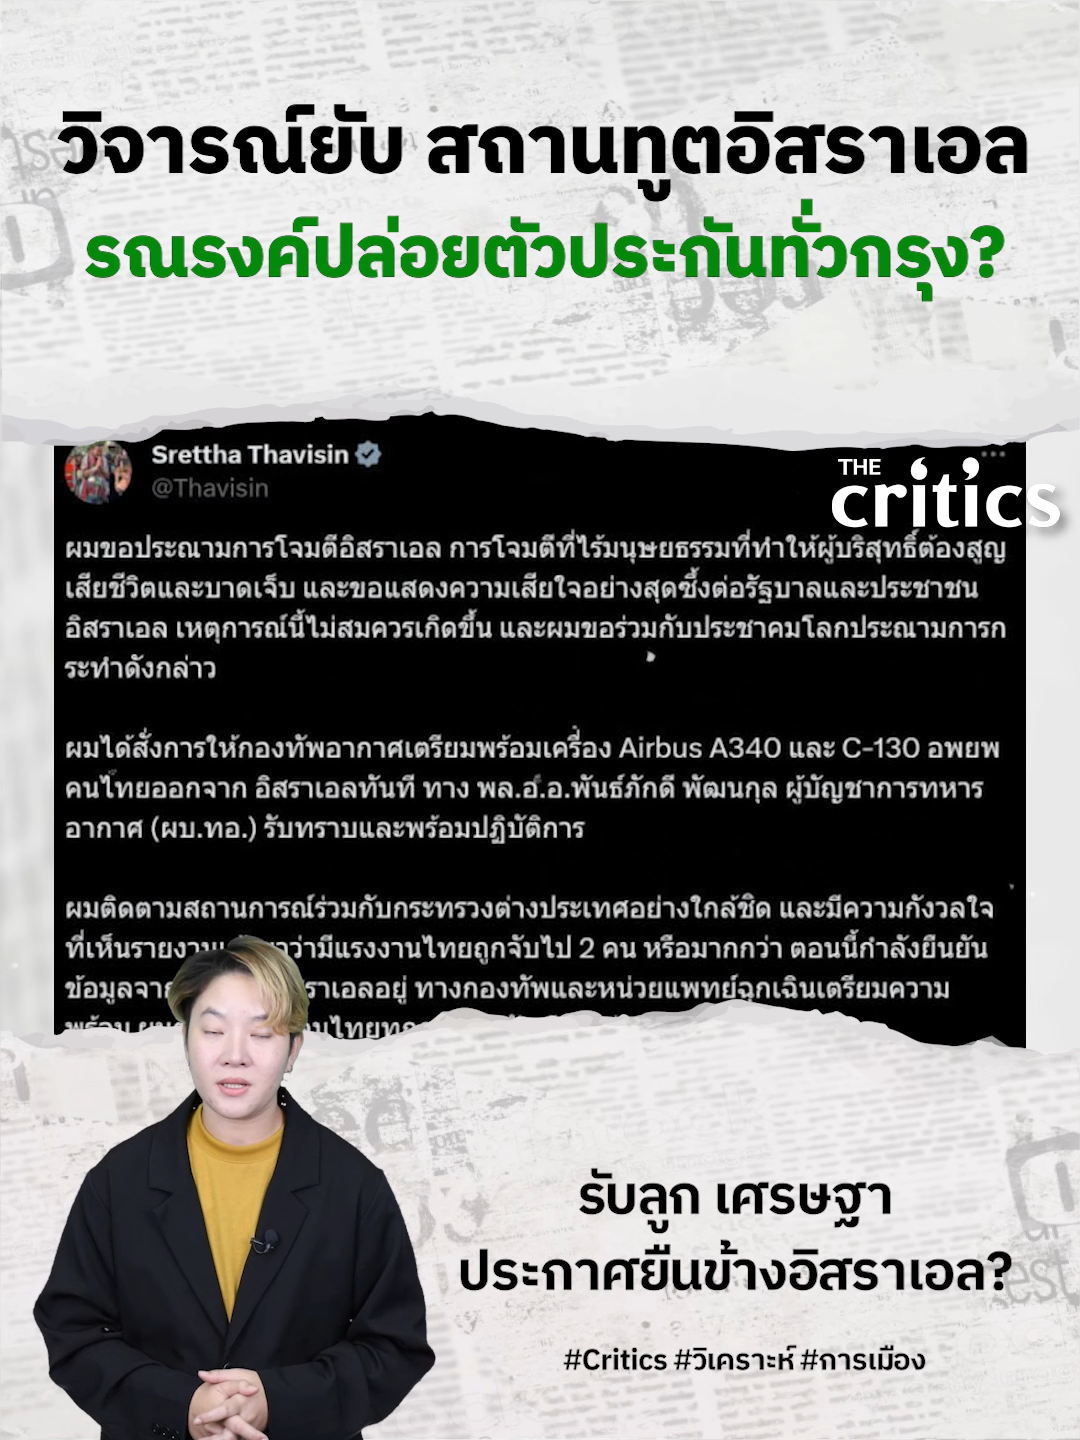 วิจารณ์ยับ สถานทูตอิสราเอล
รณรงค์ปล่อยตัวประกันทั่วกรุง?
Srettha Thavisin
@Thavisin
THE
critics
ผมขอประณามการโจมตีอิสราเอล การโจมตีที่ไร้มนุษยธรรมที่ทำให้ผู้บริสุทธิ์ต้องสูญ
เสียชีวิตและบาดเจ็บ และขอแสดงความเสียใจอย่างสุดซึ้งต่อรัฐบาลและประชาชน
อิสราเอล เหตุการณ์นี้ไม่สมควรเกิดขึ้น และผมขอร่วมกับประชาคมโลกประณามการก
ระทำดังกล่าว
ผมได้สั่งการให้กองทัพอากาศเตรียมพร้อมเครื่อง Airbus A340 และ C-130 อพยพ
คนไทยออกจาก อิสราเอลทันที ทาง พล.อ.อ.พันธ์ภักดี พัฒนกุล ผู้บัญชาการทหาร
อากาศ (ผบ.ทอ.) รับทราบและพร้อมปฏิบัติการ
ผมติดตามสถานการณ์ร่วมกับกระทรวงต่างประเทศอย่างใกล้ชิด และมีความกังวลใจ
ที่เห็นรายงาน ว่ามีแรงงานไทยถูกจับไป 2 คน หรือมากกว่า ตอนนี้กำลังยืนยัน
ข้อมูลจาก ราเอลอยู่ ทางกองทัพและหน่วยแพทย์ฉุกเฉินเตรียมความ
รับลูก เศรษฐา
ประกาศยืนข้างอิสราเอล?
#Critics #วิเคราะห์ #การเมือง